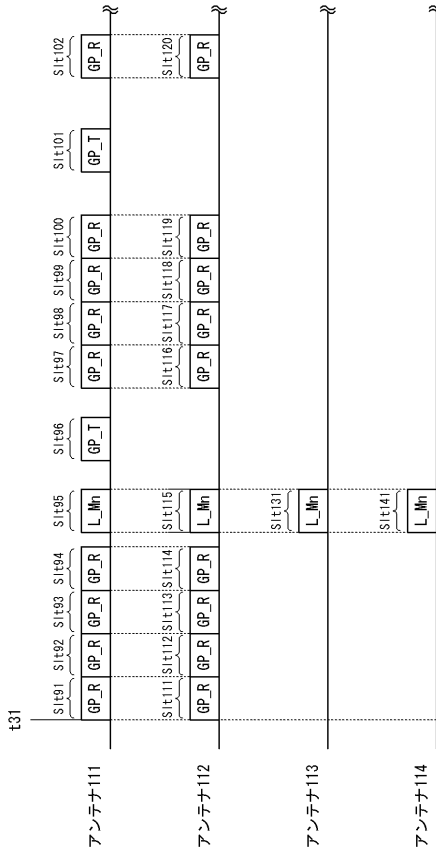 t31
Slt91 Slt92 Slt93 Slt94 Slt95 Slt96 Slt97 Slt98 Slt99 Slt100 Slt101 Slt102
アンテナ111 GP_R GP_R GP_R GP_R L_Mn GP_T GP_R GP_R GP_R GP_R GP_T GP_R
Slt111 Slt112 Slt113 Slt114 Slt115 Slt116 Slt117 Slt118 Slt119 Slt120
アンテナ112 GP_R GP_R GP_R GP_R L_Mn GP_R GP_R GP_R GP_R GP_R
Slt131
アンテナ113 L_Mn
Slt141
アンテナ114 L_Mn